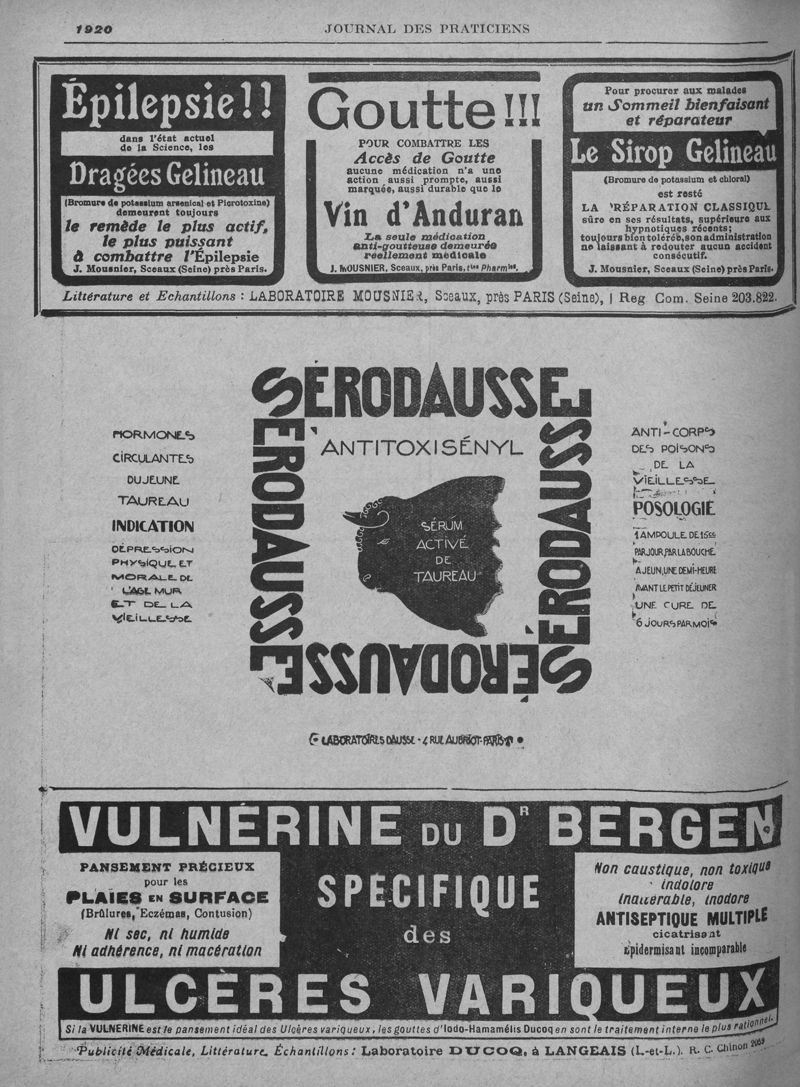 1920
JOURNAL DES PRATICIENS
Épilepsie!!
dans l'état actuel
de la Science, les
Dragées Gelineau
(Bromure de potassium arsenical et Picrotoxine)
demeurent toujours
le remède le plus actif,
le plus puissant
à combattre l'Épilepsie
J. Mousnier, Sceaux (Seine) près Paris.
Goutte!!!
POUR COMBATTRE LES
Accès de Goutte
aucune médication n'a une
action aussi prompte, aussi
marquée, aussi durable que le
Vin d'Anduran
La seule médication
anti-goutteuse demeurée
réellement médicale
J. MOUSNIER, Sceaux, près Paris, ttes Pharmies.
Pour procurer aux malades
un Sommeil bienfaisant
et réparateur
Le Sirop Gelineau
(Bromure de potassium et chloral)
est resté
LA RÉPARATION CLASSIQUE
sûre en ses résultats, supérieure aux
hypnotiques récents;
toujours bien tolérée, son administration
ne laissant à redouter aucun accident
consécutif.
J. Mousnier, Sceaux (Seine) près Paris.
Littérature et Echantillons : LABORATOIRE MOUSNIER, Sceaux, près PARIS (Seine), | Reg Com. Seine 203.822.
SÉRODAUSSE
SÉRODAUSSE
SÉRODAUSSE
SÉRODAUSSE
ANTITOXISÉNYL
SÉRUM
ACTIVÉ
DE
TAUREAU
HORMONES
CIRCULANTES
DU JEUNE
TAUREAU
INDICATION
DÉPRESSION
PHYSIQUE ET
MORALE DE
L'AGE MUR
ET DE LA
VIEILLESSE
ANTI-CORPS
DES POISONS
DE LA
VIEILLESSE
POSOLOGIE
1 AMPOULE DE 15cc
PAR JOUR, PAR LA BOUCHE
A JEUN, UNE DEMI-HEURE
AVANT LE PETIT DÉJEUNER
UNE CURE DE
6 JOURS PAR MOIS
LABORATOIRES DAUSSE - 4 RUE AUBRIOT - PARIS
VULNÉRINE DU DR BERGEN
PANSEMENT PRÉCIEUX
pour les
PLAIES EN SURFACE
(Brûlures, Eczémas, Contusion)
Ni sec, ni humide
Ni adhérence, ni macération
SPÉCIFIQUE
des
Non caustique, non toxique
indolore
inaltérable, inodore
ANTISEPTIQUE MULTIPLE
cicatrisant
Épidermisant incomparable
ULCÈRES VARIQUEUX
Si la VULNERINE est le pansement idéal des Ulcères variqueux, les gouttes d'Iodo-Hamamélis Ducoq en sont le traitement interne le plus rationnel.
Publicité Médicale, Littérature, Échantillons : Laboratoire DUCOQ, à LANGEAIS (I.-et-L.). R. C. Chinon 2059